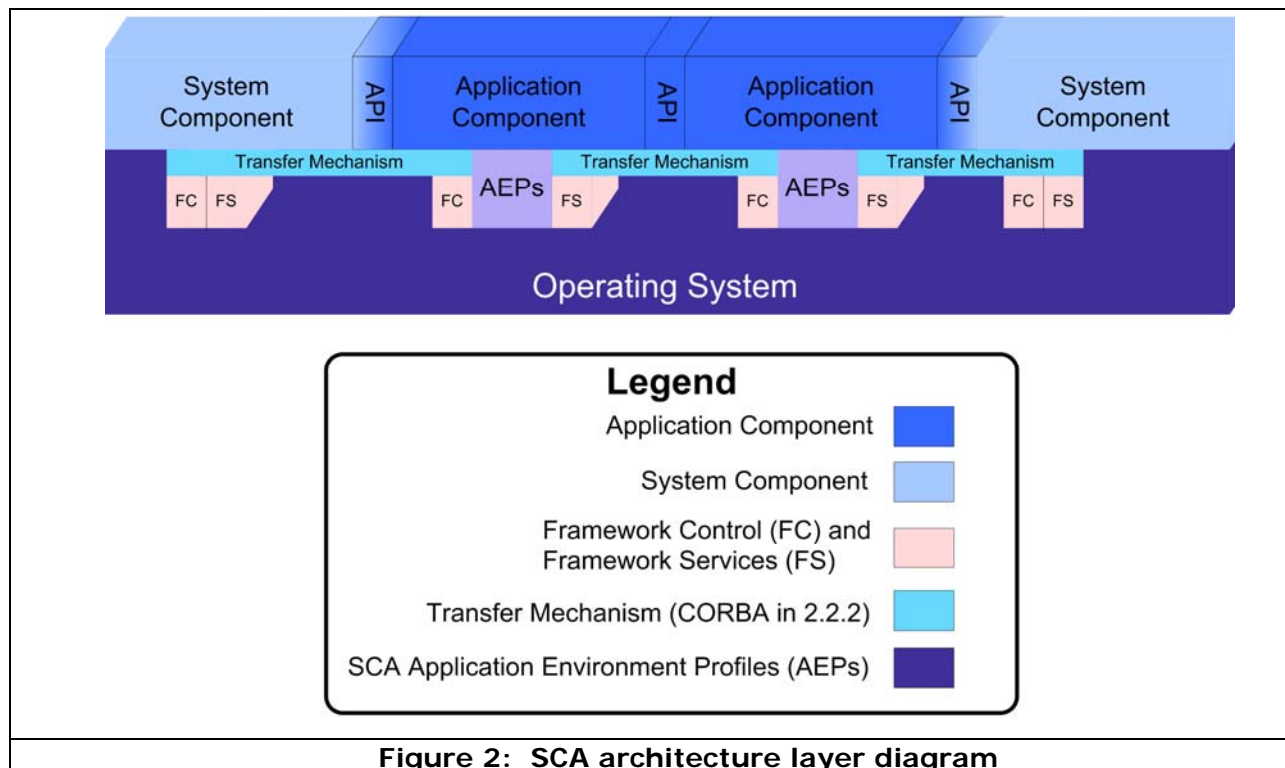 System
Component
API
Application
Component
API
Application
Component
API
System
Component
Transfer Mechanism
Transfer Mechanism
Transfer Mechanism
FC
FS
FC
AEPs
FS
FC
AEPs
FS
FC
FS
Operating System
Legend
Application Component
System Component
Framework Control (FC) and
Framework Services (FS)
Transfer Mechanism (CORBA in 2.2.2)
SCA Application Environment Profiles (AEPs)
Figure 2: SCA architecture layer diagram